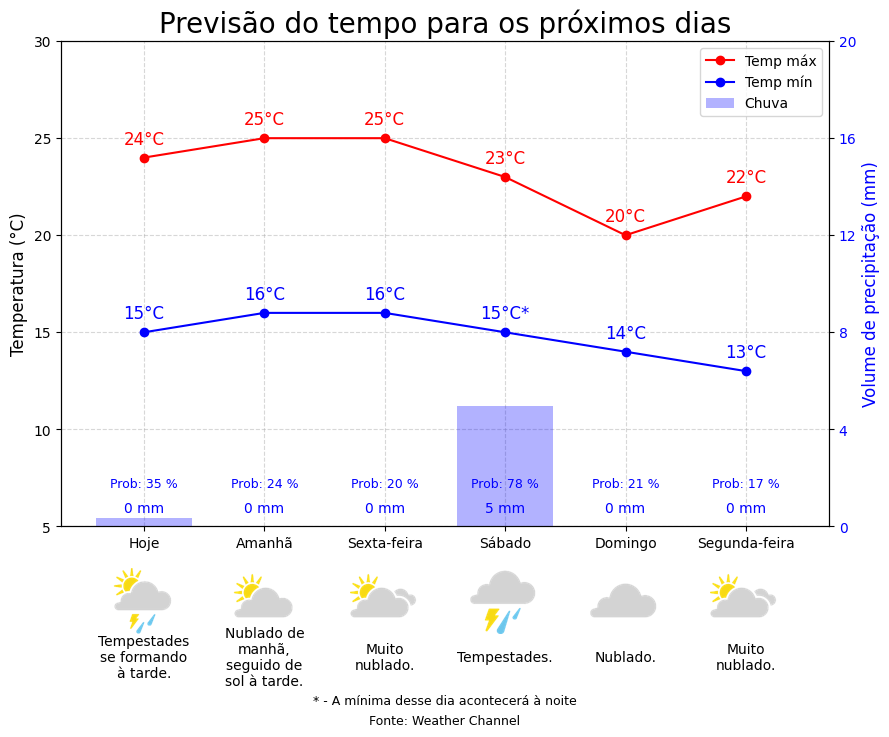 Previsão do tempo para os próximos dias
30
25
20
15
10
5
Temperatura (°C)
20
16
12
8
4
0
Volume de precipitação (mm)
Temp máx
Temp mín
Chuva
24°C
25°C
25°C
23°C
20°C
22°C
15°C
16°C
16°C
15°C*
14°C
13°C
Prob: 35 %
Prob: 24 %
Prob: 20 %
Prob: 78 %
Prob: 21 %
Prob: 17 %
0 mm
0 mm
0 mm
5 mm
0 mm
0 mm
Hoje
Amanhã
Sexta-feira
Sábado
Domingo
Segunda-feira
Tempestades
se formando
à tarde.
Nublado de
manhã,
seguido de
sol à tarde.
Muito
nublado.
Tempestades.
Nublado.
Muito
nublado.
* - A mínima desse dia acontecerá à noite
Fonte: Weather Channel